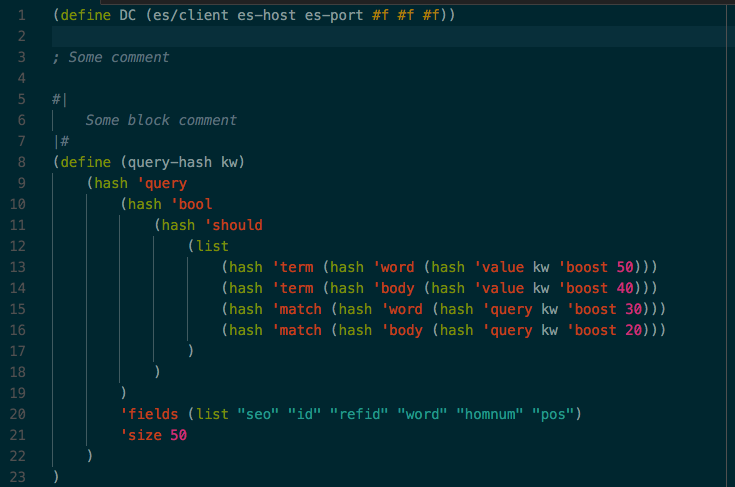 1 (define DC (es/client es-host es-port #f #f #f))
2
3 ; Some comment
4
5 #|
6     Some block comment
7 |#
8 (define (query-hash kw)
9     (hash 'query
10         (hash 'bool
11             (hash 'should
12                 (list
13                     (hash 'term (hash 'word (hash 'value kw 'boost 50)))
14                     (hash 'term (hash 'body (hash 'value kw 'boost 40)))
15                     (hash 'match (hash 'word (hash 'query kw 'boost 30)))
16                     (hash 'match (hash 'body (hash 'query kw 'boost 20)))
17                 )
18             )
19         )
20         'fields (list "seo" "id" "refid" "word" "homnum" "pos")
21         'size 50
22     )
23 )